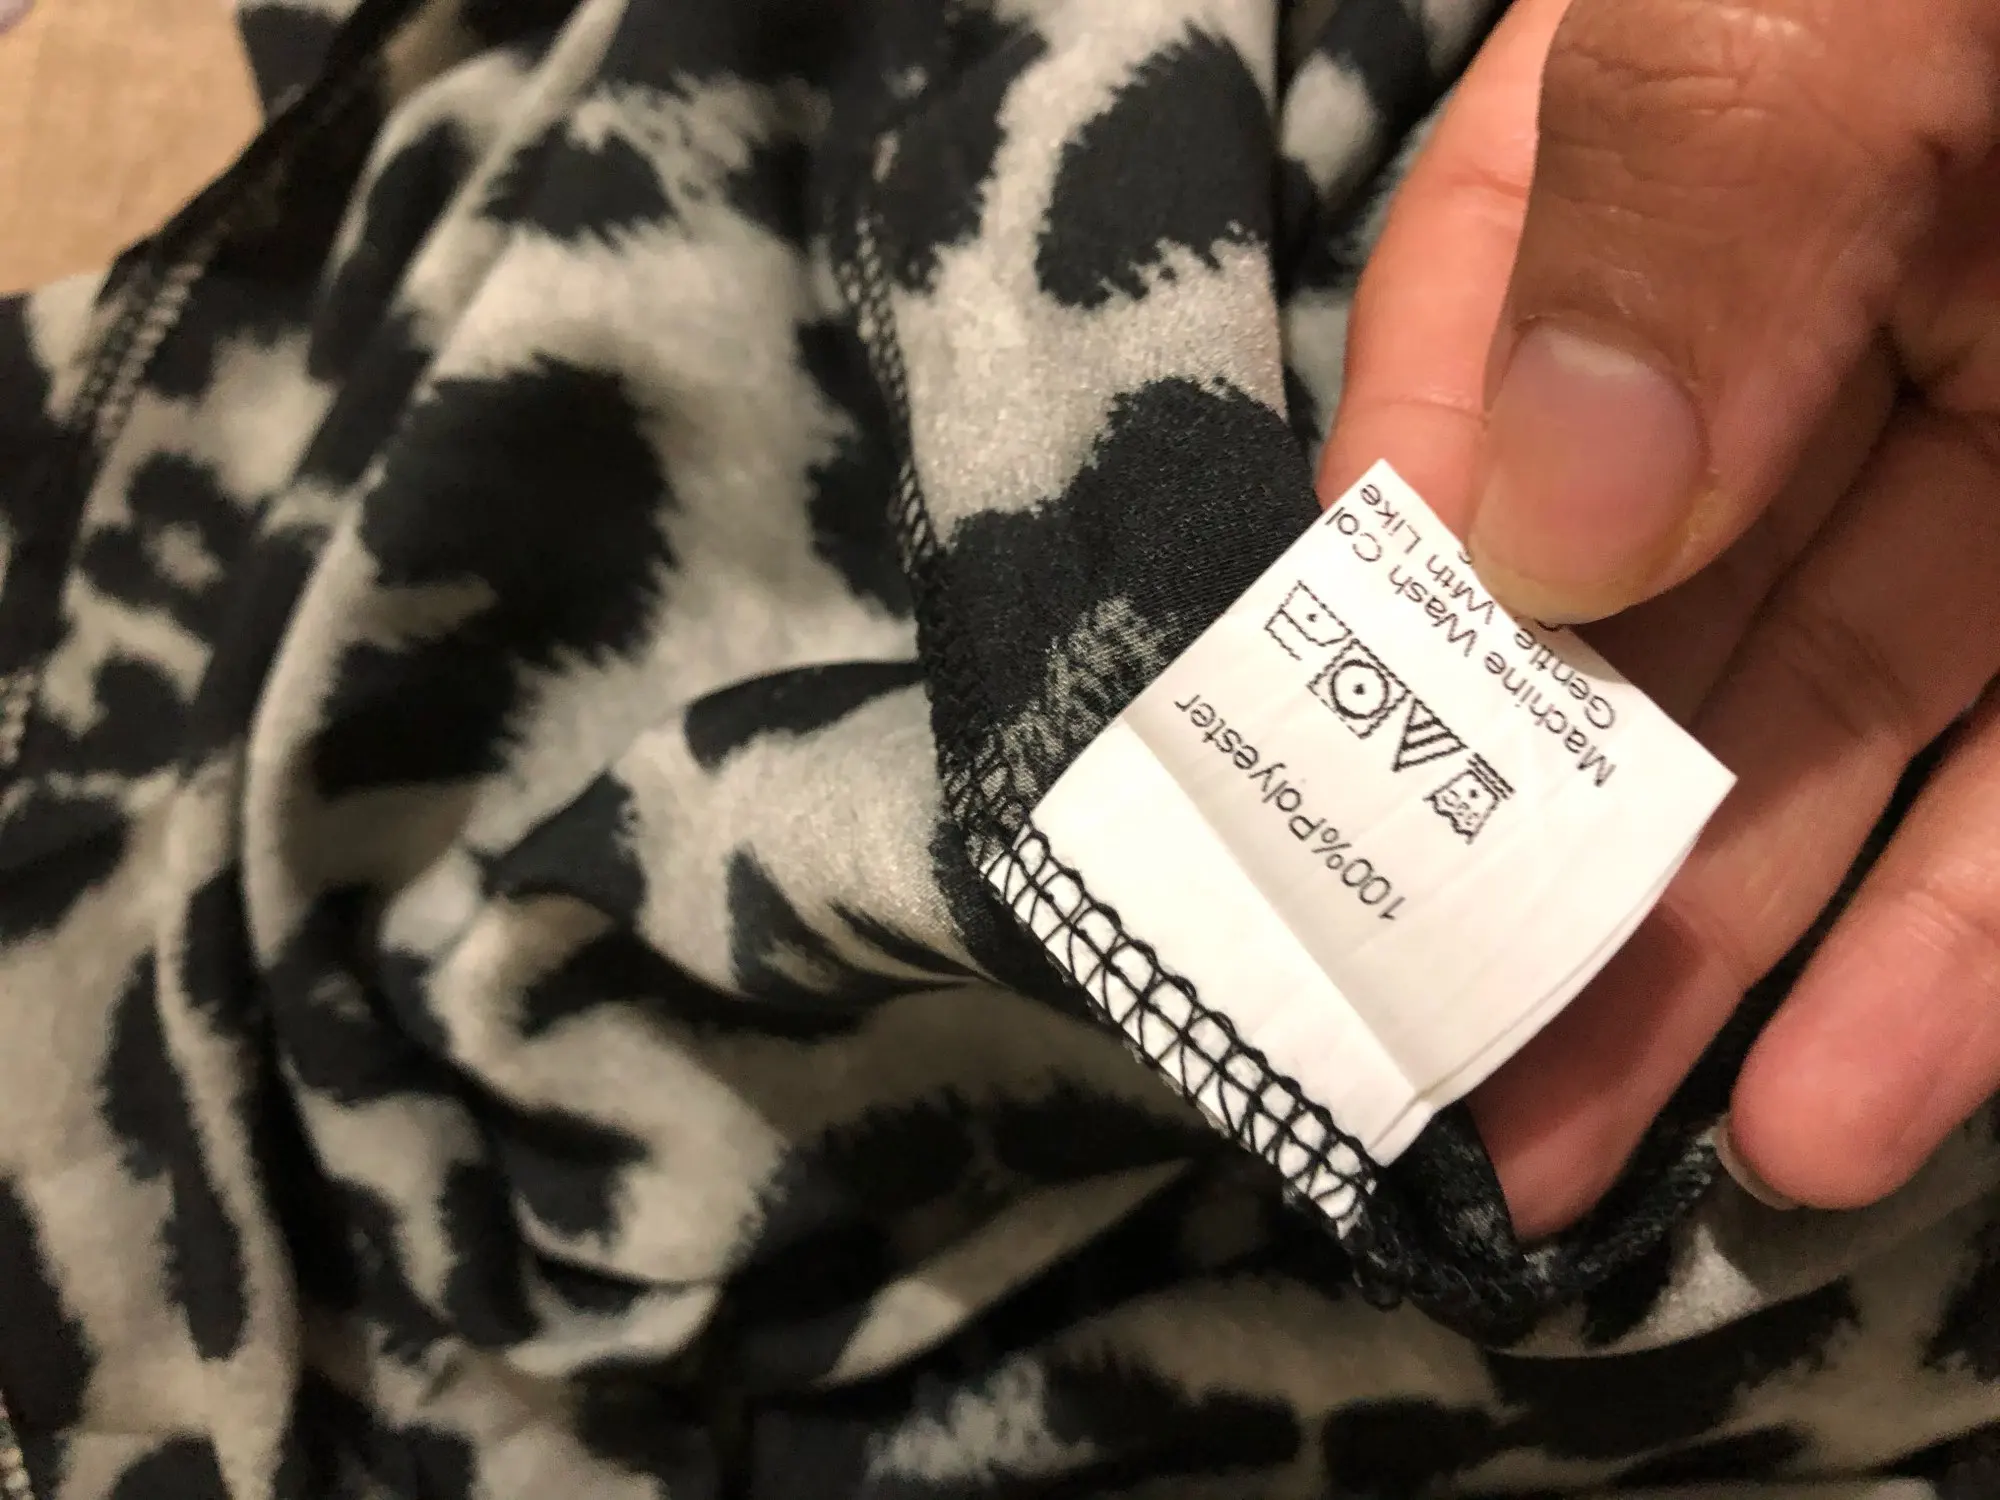 100%Polyester
Machine Wash Col
Gentle With Like